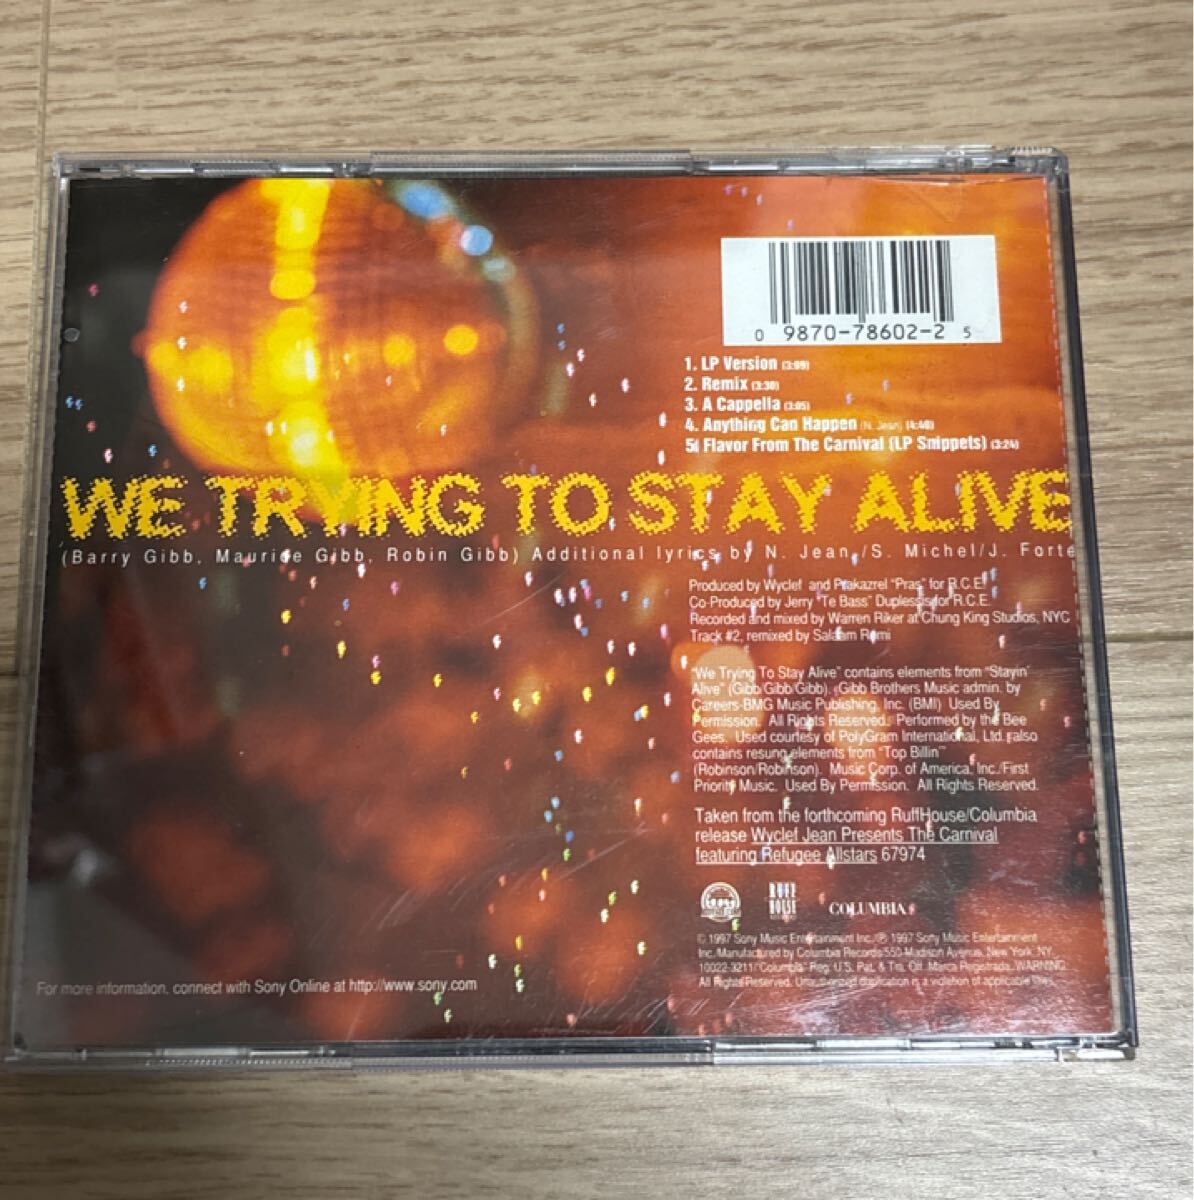 0 9870-78602-2 5
1. LP Version (3:09)
2. Remix (3:30)
3. A Cappella (3:05)
4. Anything Can Happen (N. Jean) (4:40)
5. Flavor From The Carnival (LP Snippets) (3:24)
WE TRYING TO STAY ALIVE
(Barry Gibb, Maurice Gibb, Robin Gibb) Additional lyrics by N. Jean /S. Michel/J. Forte
Produced by Wyclef and Prakazrel "Pras" for R.C.E.
Co-Produced by Jerry "Te Bass" Duplessis for R.C.E.
Recorded and mixed by Warren Riker at Chung King Studios, NYC
Track #2, remixed by Salaam Remi
"We Trying To Stay Alive" contains elements from "Stayin'
Alive" (Gibb/Gibb/Gibb). Gibb Brothers Music admin. by
Careers-BMG Music Publishing, Inc. (BMI) Used By
Permission. All Rights Reserved. Performed by the Bee
Gees. Used courtesy of PolyGram International, Ltd. also
contains resung elements from "Top Billin'"
(Robinson/Robinson). Music Corp. of America, Inc./First
Priority Music. Used By Permission. All Rights Reserved.
Taken from the forthcoming RuffHouse/Columbia
release Wyclef Jean Presents The Carnival
featuring Refugee Allstars 67974
RUFF
HOUSE
COLUMBIA
© 1997 Sony Music Entertainment Inc./℗ 1997 Sony Music Entertainment
Inc./Manufactured by Columbia Records/550 Madison Avenue, New York, NY
10022-3211/"Columbia" Reg. U.S. Pat. & Tm. Off. Marca Registrada./WARNING:
All Rights Reserved. Unauthorized duplication is a violation of applicable laws.
For more information, connect with Sony Online at http://www.sony.com